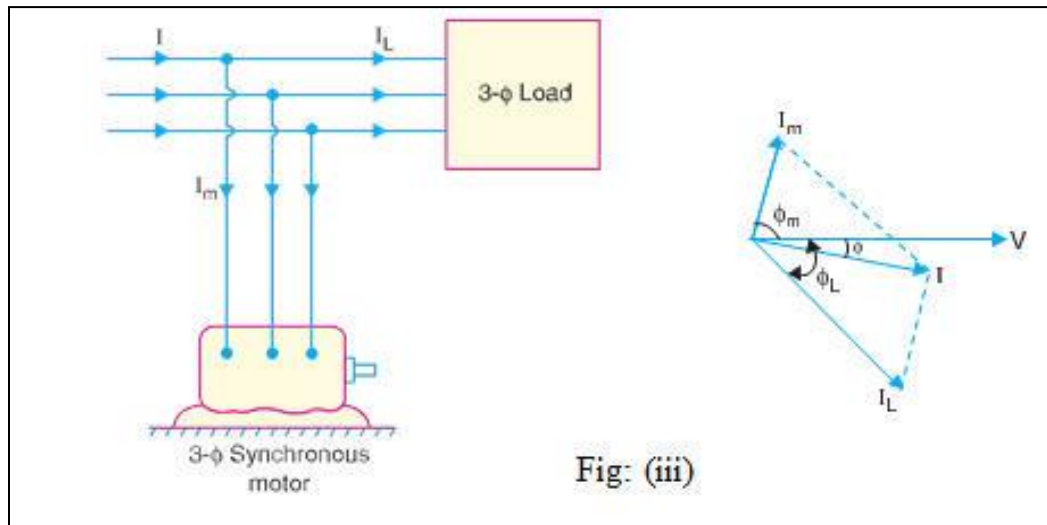 I
I_L
3-ϕ Load
I_m
3-ϕ Synchronous
motor
I_m
ϕ_m
V
ϕ
I
ϕ_L
I_L
Fig: (iii)